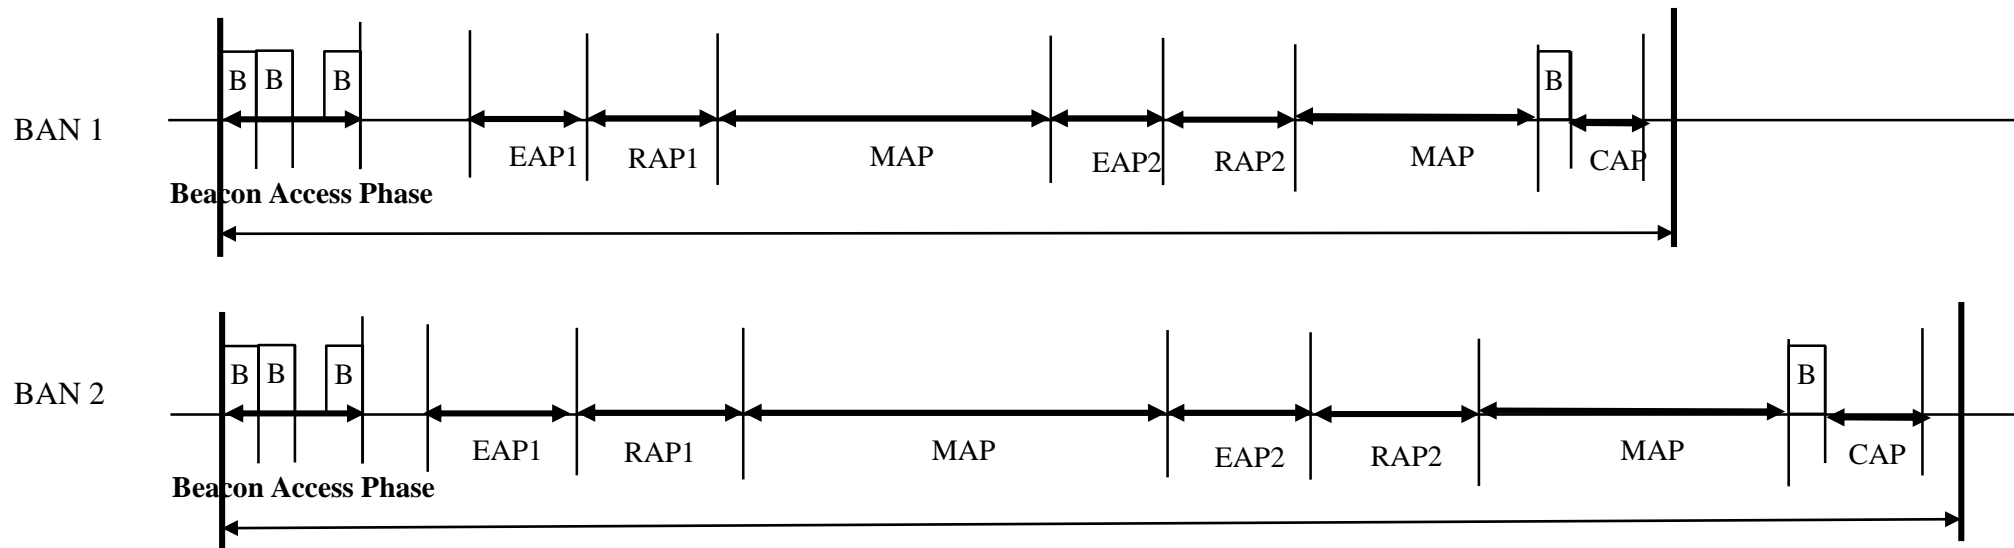 B B B B
BAN 1
EAP1 RAP1 MAP EAP2 RAP2 MAP CAP
Beacon Access Phase
B B B B
BAN 2
EAP1 RAP1 MAP EAP2 RAP2 MAP CAP
Beacon Access Phase